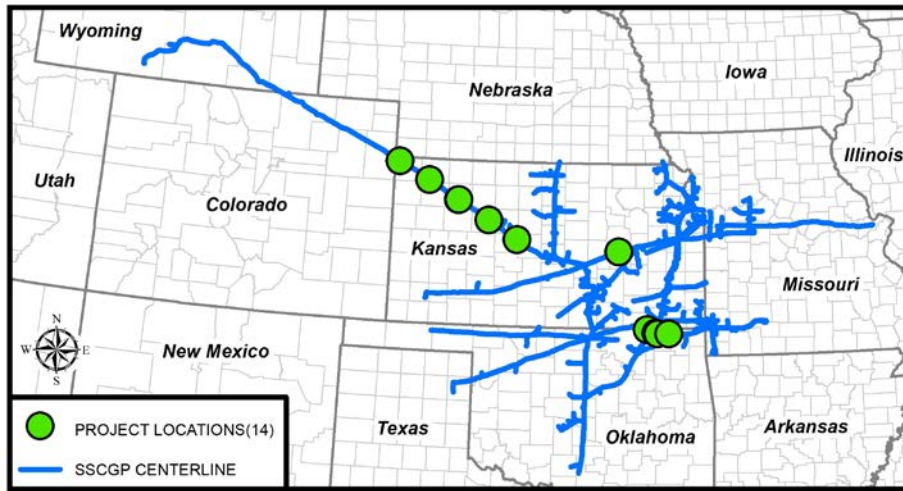 Wyoming
Nebraska
Iowa
Illinois
Utah
Colorado
Kansas
Missouri
N
W E
S
New Mexico
Texas
Oklahoma
Arkansas
PROJECT LOCATIONS(14)
SSCGP CENTERLINE